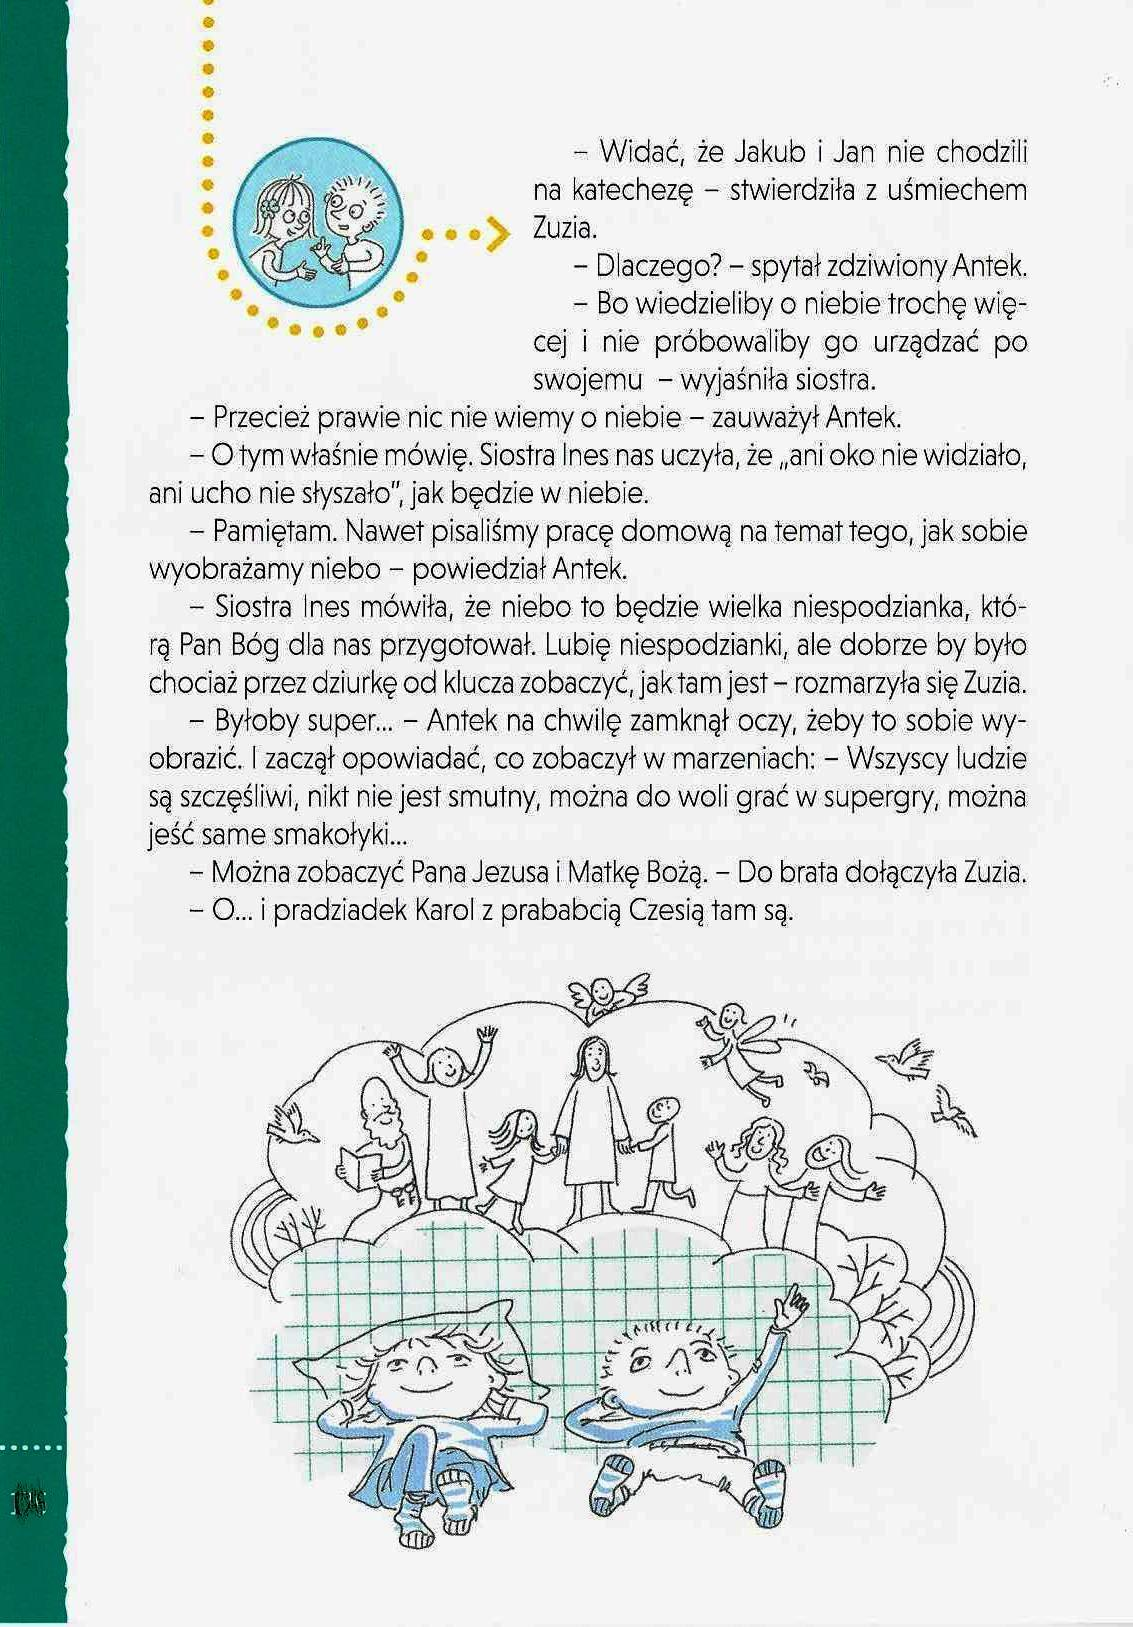 – Widać, że Jakub i Jan nie chodzili
na katechezę – stwierdziła z uśmiechem
Zuzia.
– Dlaczego? – spytał zdziwiony Antek.
– Bo wiedzieliby o niebie trochę wię-
cej i nie próbowaliby go urządzać po
swojemu – wyjaśniła siostra.
– Przecież prawie nic nie wiemy o niebie – zauważył Antek.
– O tym właśnie mówię. Siostra Ines nas uczyła, że „ani oko nie widziało,
ani ucho nie słyszało”, jak będzie w niebie.
– Pamiętam. Nawet pisaliśmy pracę domową na temat tego, jak sobie
wyobrażamy niebo – powiedział Antek.
– Siostra Ines mówiła, że niebo to będzie wielka niespodzianka, któ-
rą Pan Bóg dla nas przygotował. Lubię niespodzianki, ale dobrze by było
chociaż przez dziurkę od klucza zobaczyć, jak tam jest – rozmarzyła się Zuzia.
– Byłoby super... – Antek na chwilę zamknął oczy, żeby to sobie wy-
obrazić. I zaczął opowiadać, co zobaczył w marzeniach: – Wszyscy ludzie
są szczęśliwi, nikt nie jest smutny, można do woli grać w supergry, można
jeść same smakołyki...
– Można zobaczyć Pana Jezusa i Matkę Bożą. – Do brata dołączyła Zuzia.
– O... i pradziadek Karol z prababcią Czesią tam są.